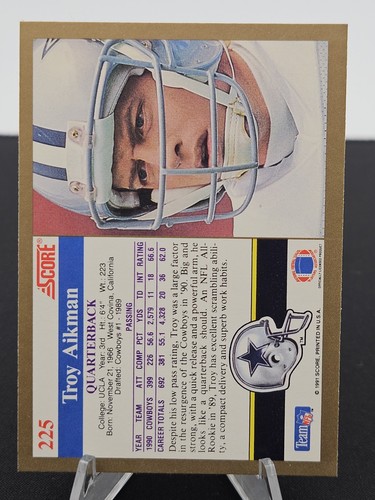 225
SCORE®
Troy Aikman
QUARTERBACK
College: UCLA Year: 3rd Ht: 6'4" Wt. 223
Born: November 21, 1966 West Covina, California
Drafted: Cowboys #1 - 1989
PASSING
YEAR TEAM ATT COMP PCT YDS TD INT RATING
1990 COWBOYS 399 226 56.6 2,579 11 18 66.6
CAREER TOTALS 692 381 55.1 4,328 20 36 62.0
Despite his low pass rating, Troy was a large factor
in the resurgence of the Cowboys in '90. Big and
strong, with a quick release and a powerful arm, he
looks like a quarterback should. An NFL All-
Rookie in '89, Troy has excellent scrambling abili-
ty, a compact delivery and superb work habits.
TM
Team NFL
© 1991 SCORE, PRINTED IN U.S.A.